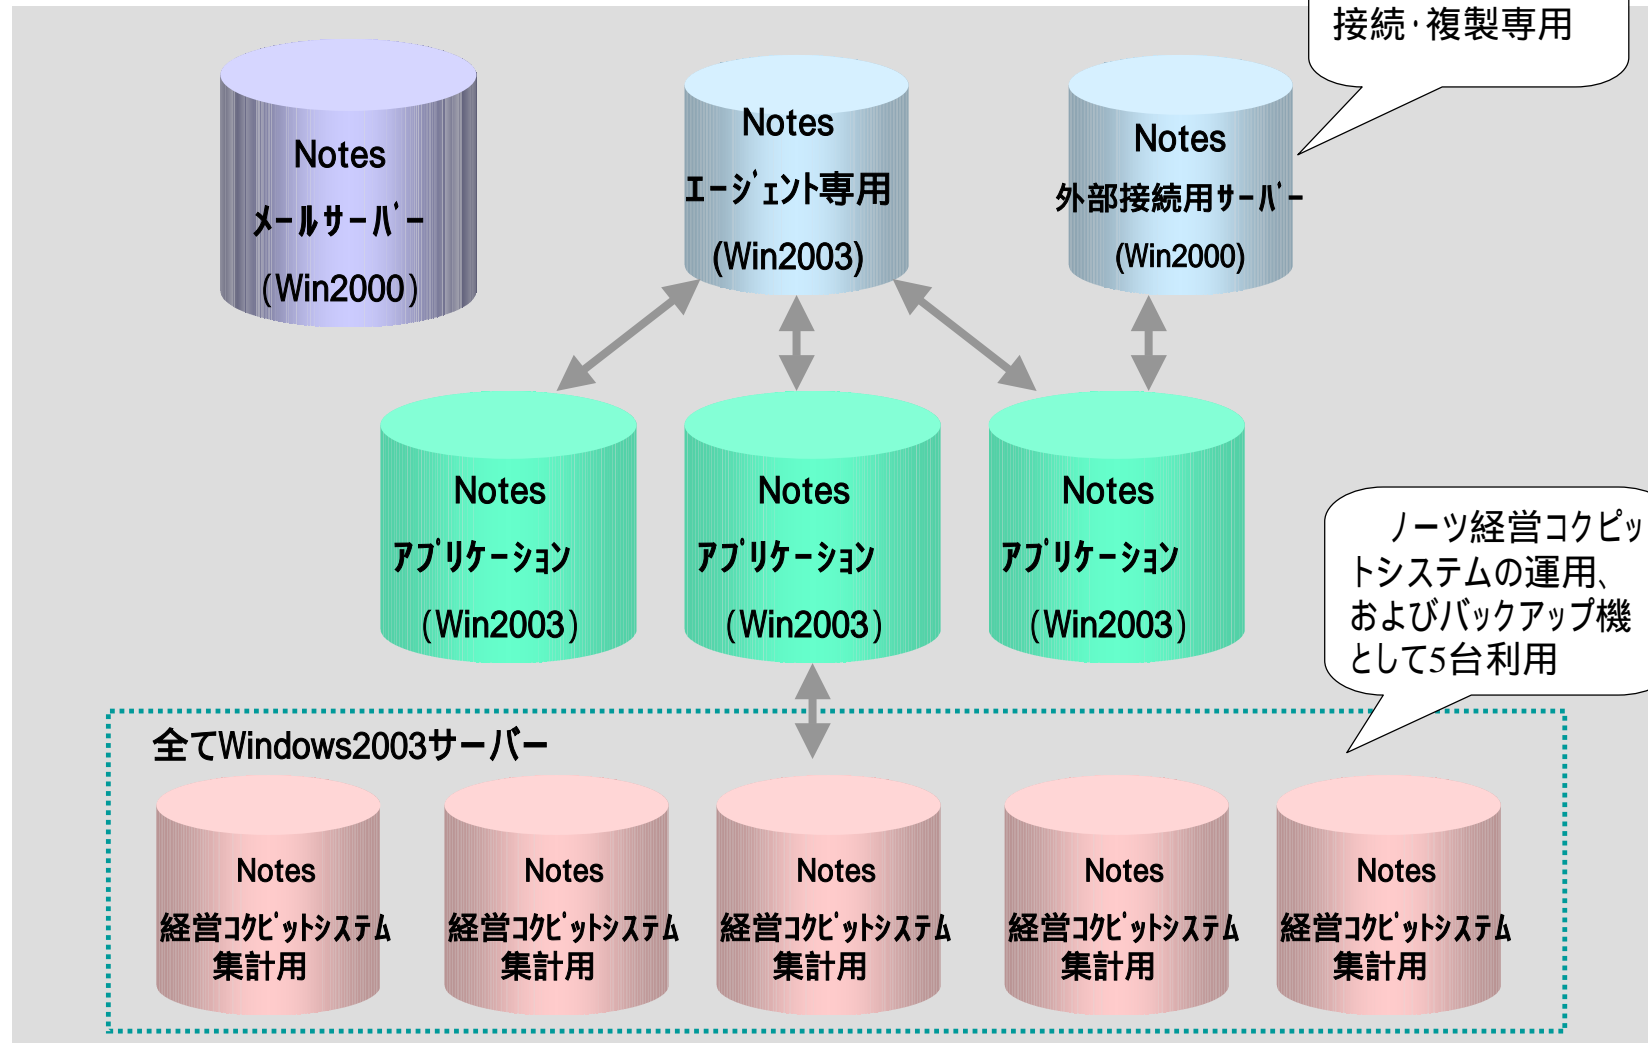 接続・複製専用
Notes
メールサーバー
(Win2000)
Notes
エージェント専用
(Win2003)
Notes
外部接続用サーバー
(Win2000)
Notes
アプリケーション
(Win2003)
Notes
アプリケーション
(Win2003)
Notes
アプリケーション
(Win2003)
ノーツ経営コクピッ
トシステムの運用、
およびバックアップ機
として5台利用
全てWindows2003サーバー
Notes
経営コクピットシステム
集計用
Notes
経営コクピットシステム
集計用
Notes
経営コクピットシステム
集計用
Notes
経営コクピットシステム
集計用
Notes
経営コクピットシステム
集計用